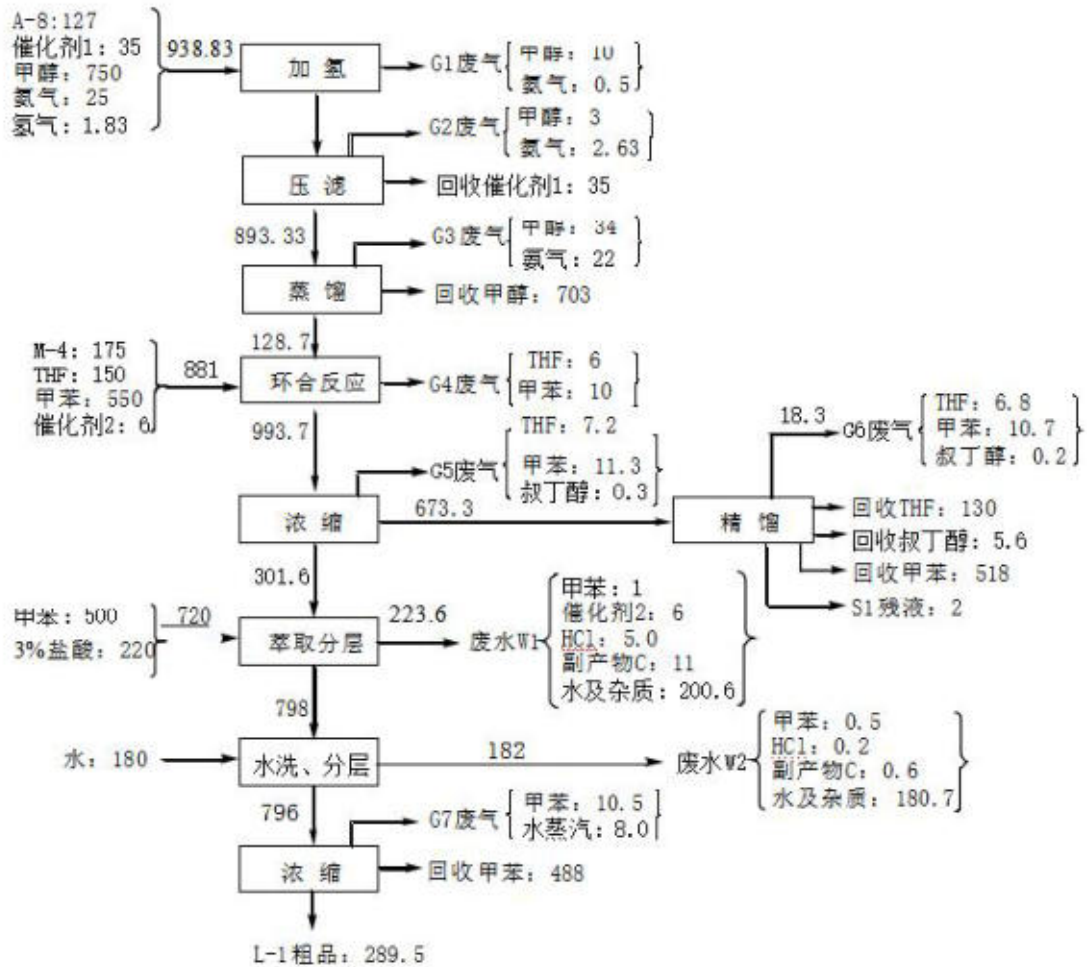 A-8:127
催化剂1: 35
甲醇: 750
氨气: 25
氢气: 1.83
938.83
加 氢
G1废气
甲醇: 10
氨气: 0.5
G2废气
甲醇: 3
氨气: 2.63
压 滤
回收催化剂1: 35
893.33
G3废气
甲醇: 34
氨气: 22
蒸 馏
回收甲醇: 703
128.7
M-4: 175
THF: 150
甲苯: 550
催化剂2: 6
881
环合反应
G4废气
THF: 6
甲苯: 10
993.7
G5废气
THF: 7.2
甲苯: 11.3
叔丁醇: 0.3
18.3
G6废气
THF: 6.8
甲苯: 10.7
叔丁醇: 0.2
浓 缩
673.3
精 馏
回收THF: 130
回收叔丁醇: 5.6
回收甲苯: 518
S1残液: 2
301.6
甲苯: 500
3%盐酸: 220
720
萃取分层
223.6
废水W1
甲苯: 1
催化剂2: 6
HCl: 5.0
副产物C: 11
水及杂质: 200.6
798
水: 180
水洗、分层
182
废水W2
甲苯: 0.5
HCl: 0.2
副产物C: 0.6
水及杂质: 180.7
796
G7废气
甲苯: 10.5
水蒸汽: 8.0
浓 缩
回收甲苯: 488
L-1粗品: 289.5